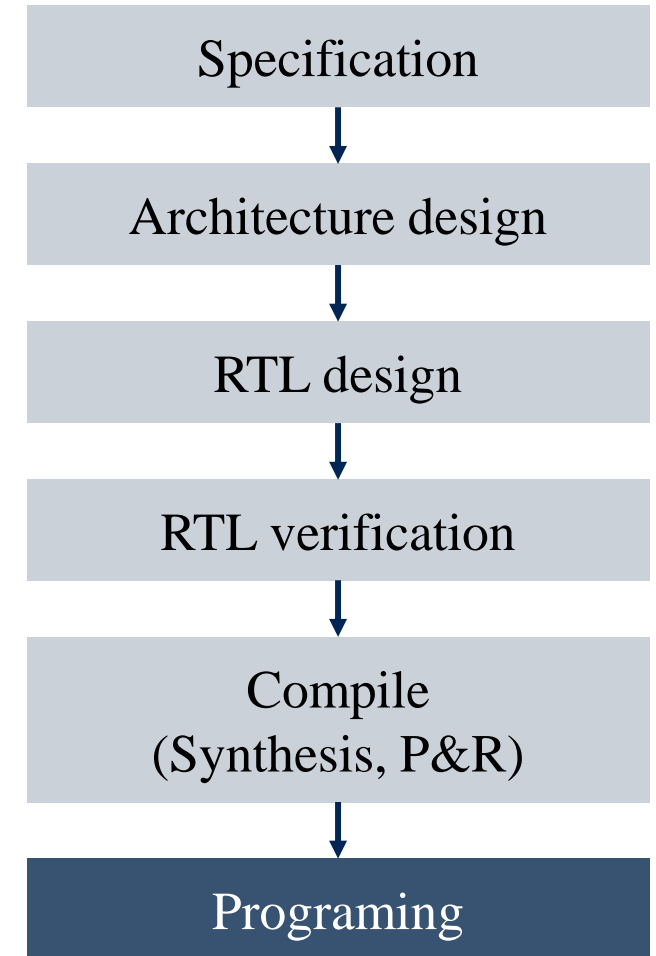 Specification
Architecture design
RTL design
RTL verification
Compile
(Synthesis, P&R)
Programing